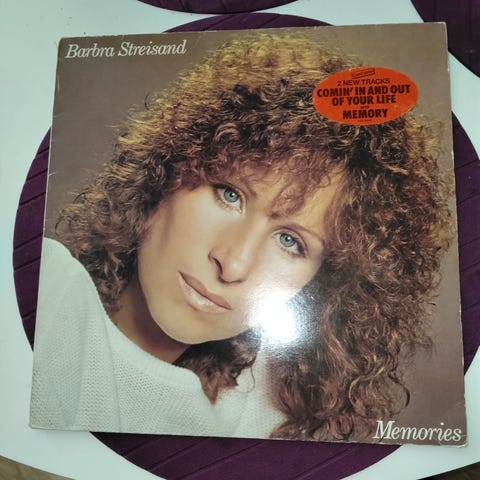 Barbra Streisand
2 NEW TRACKS
COMIN' IN AND OUT
OF YOUR LIFE
MEMORY
Memories